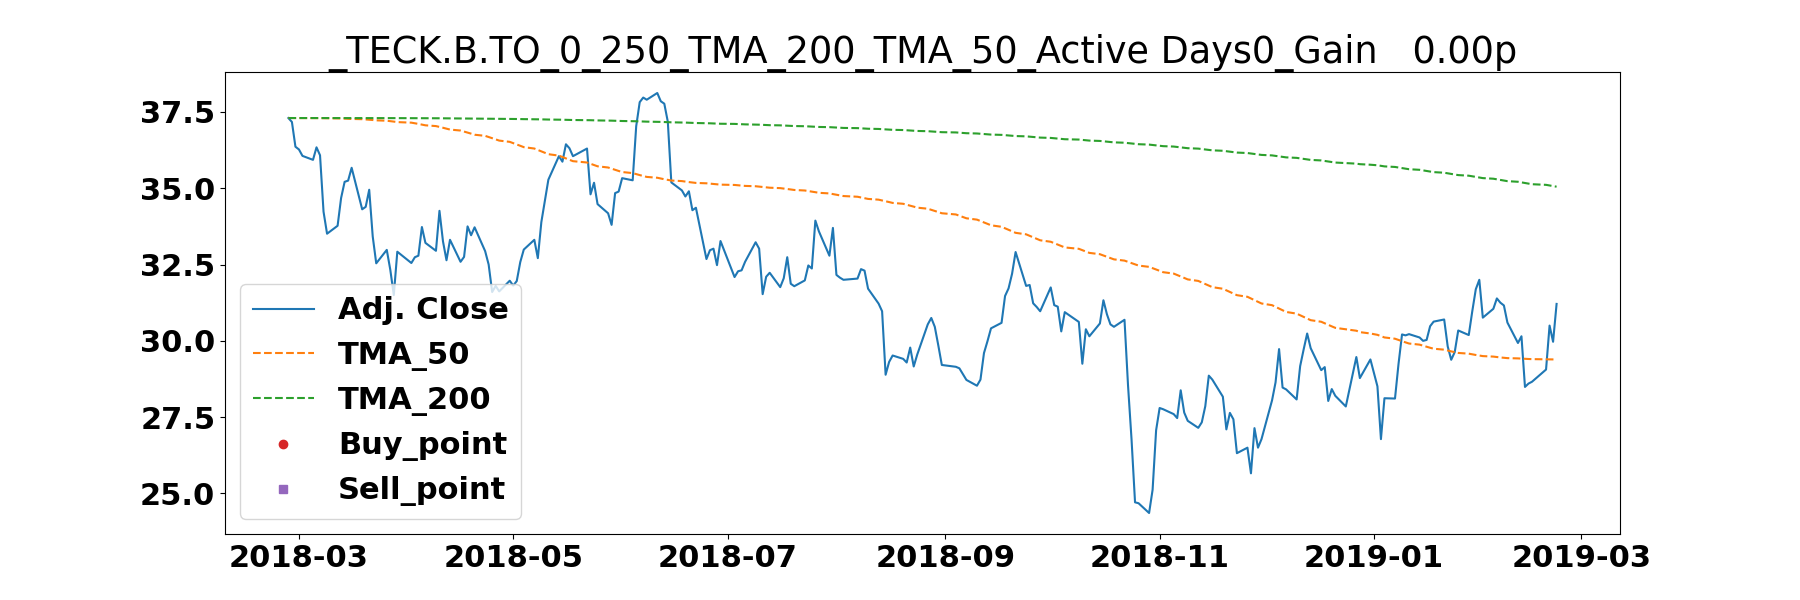 _TECK.B.TO_0_250_TMA_200_TMA_50_Active Days0_Gain   0.00p
37.5
35.0
32.5
30.0
27.5
25.0
Adj. Close
TMA_50
TMA_200
Buy_point
Sell_point
2018-03 2018-05 2018-07 2018-09 2018-11 2019-01 2019-03